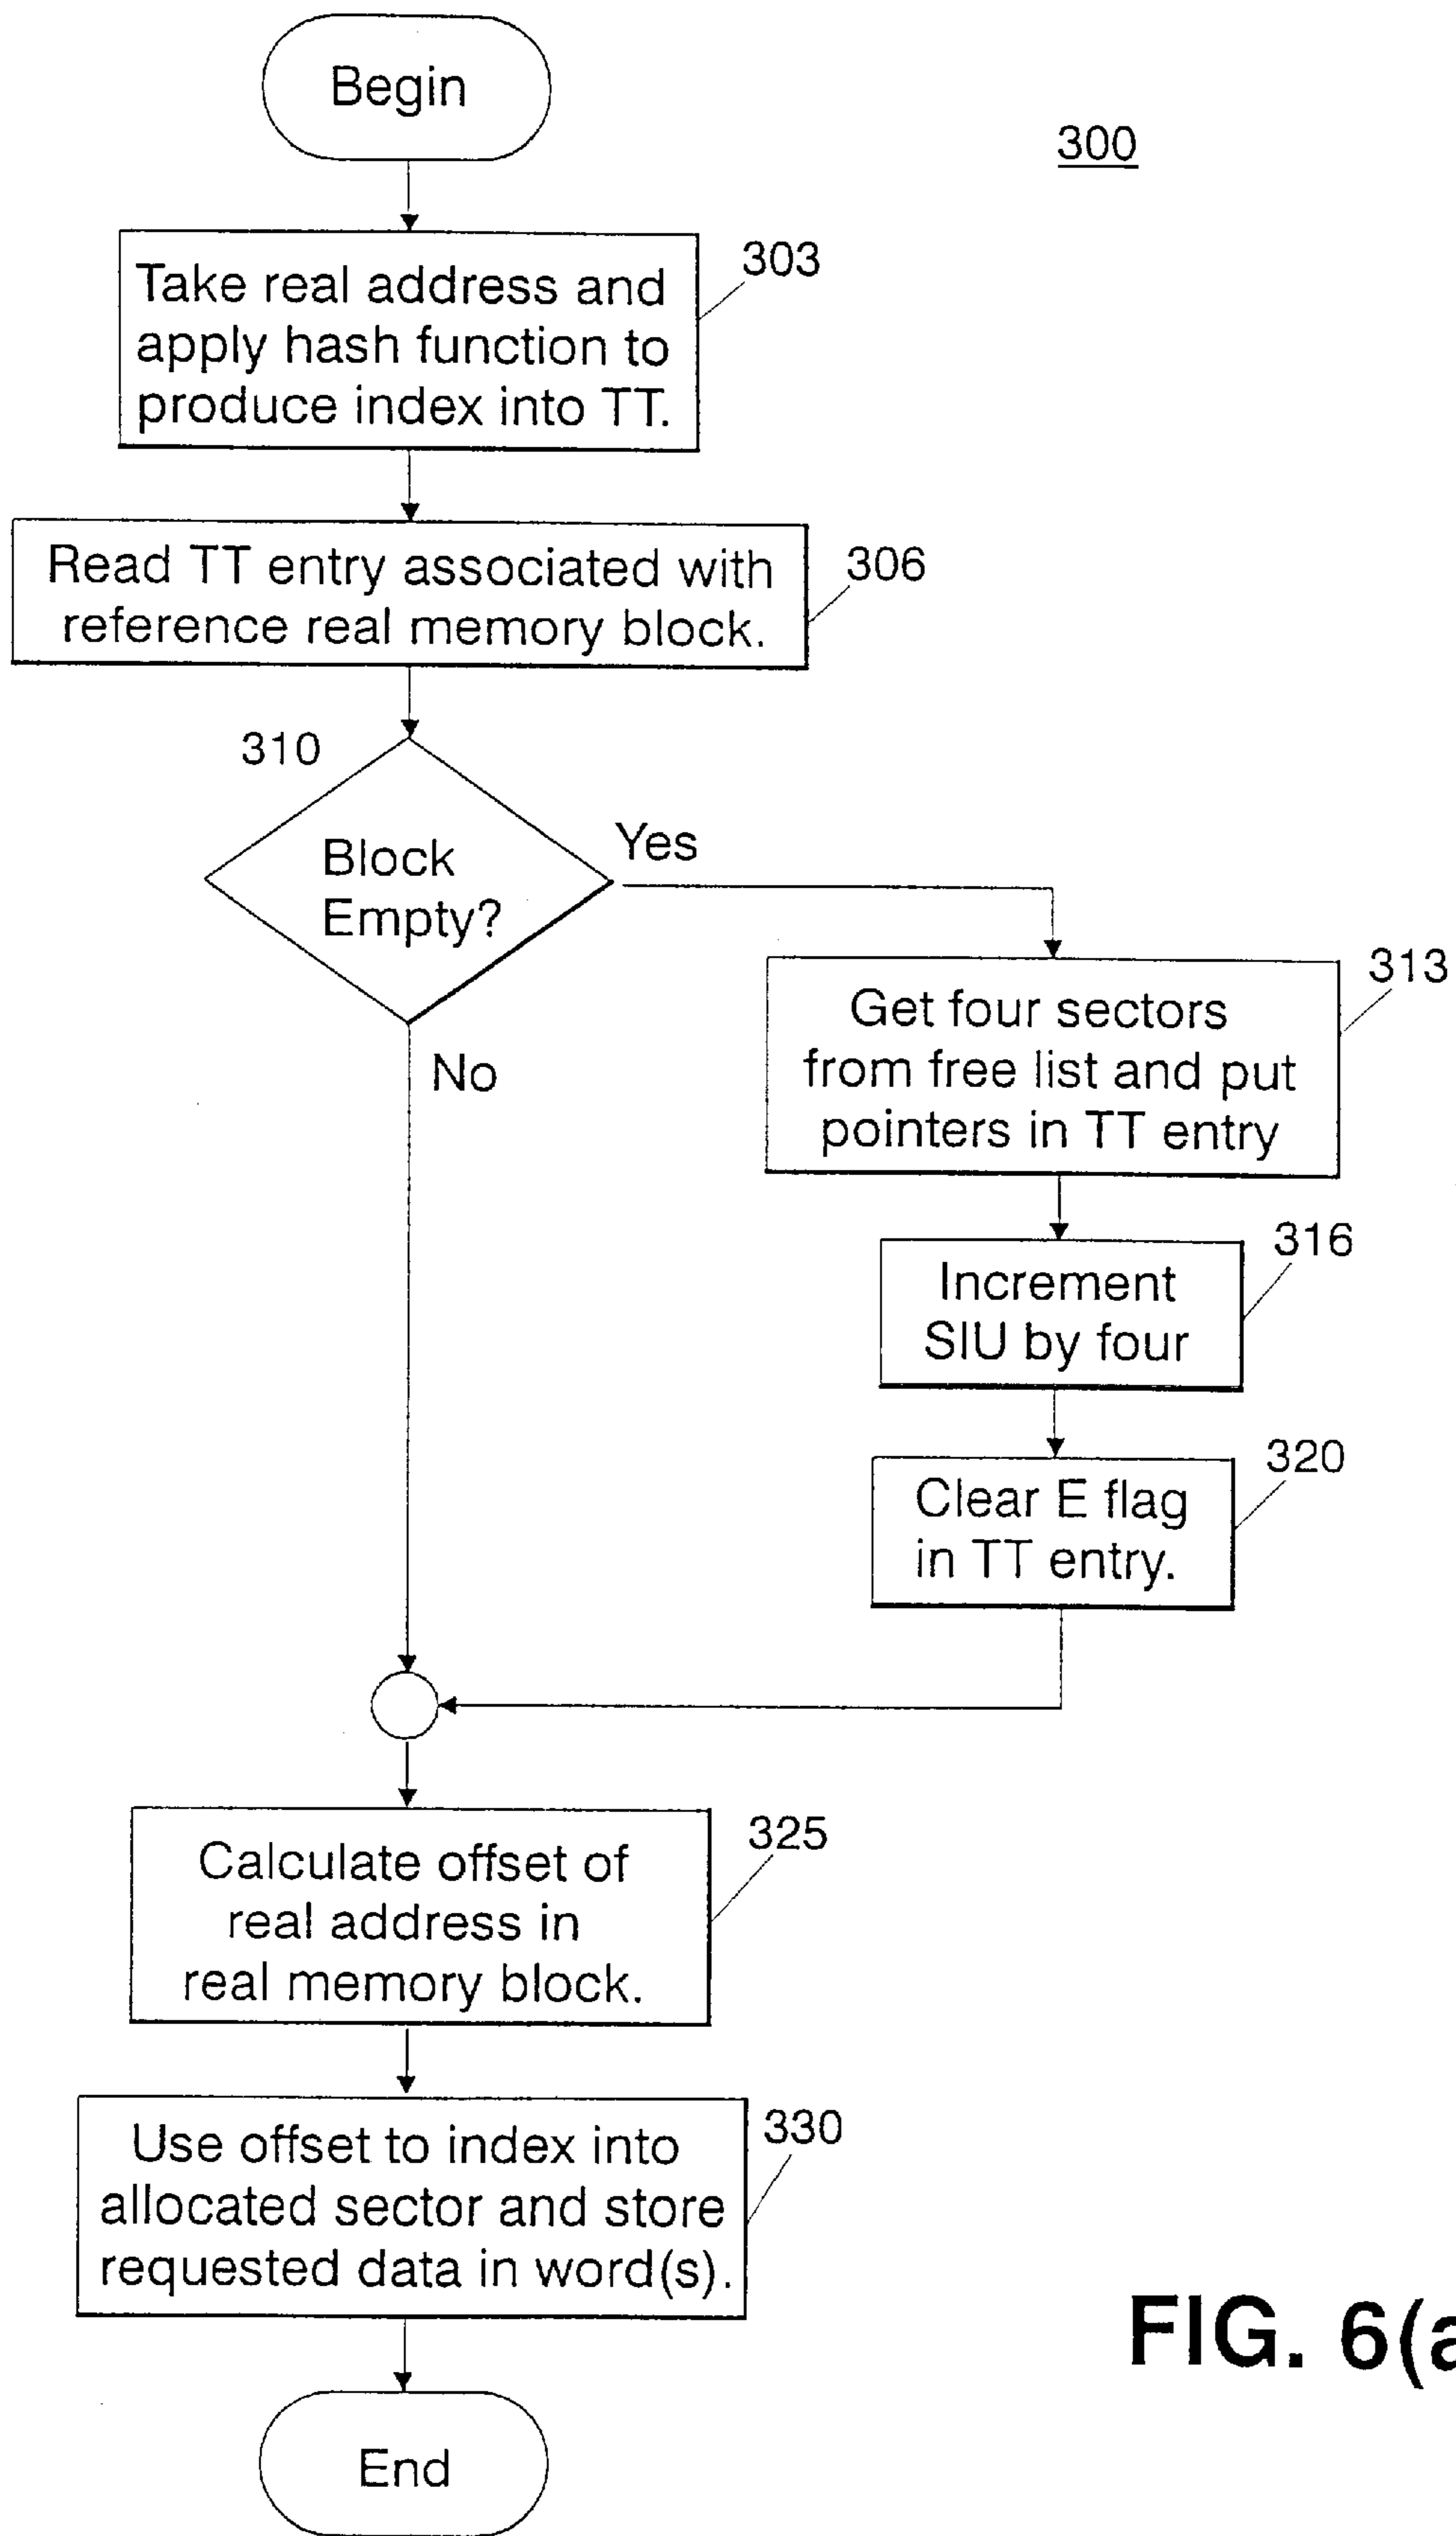 Begin
300
303
Take real address and
apply hash function to
produce index into TT.
306
Read TT entry associated with
reference real memory block.
310
Block
Empty?
Yes
No
313
Get four sectors
from free list and put
pointers in TT entry
316
Increment
SIU by four
320
Clear E flag
in TT entry.
325
Calculate offset of
real address in
real memory block.
330
Use offset to index into
allocated sector and store
requested data in word(s).
End
FIG. 6(a